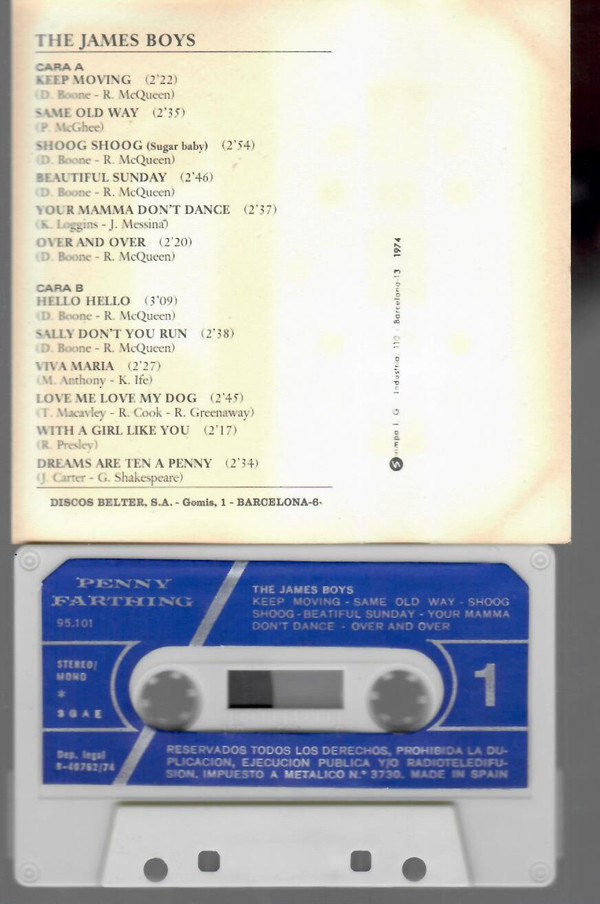 THE JAMES BOYS
CARA A
KEEP MOVING (2'22)
(D. Boone - R. McQueen)
SAME OLD WAY (2'35)
(P. McGhee)
SHOOG SHOOG (Sugar baby) (2'54)
(D. Boone - R. McQueen)
BEAUTIFUL SUNDAY (2'46)
(D. Boone - R. McQueen)
YOUR MAMMA DON'T DANCE (2'37)
(K. Loggins - J. Messina)
OVER AND OVER (2'20)
(D. Boone - R. McQueen)
CARA B
HELLO HELLO (3'09)
(D. Boone - R. McQueen)
SALLY DON'T YOU RUN (2'38)
(D. Boone - R. McQueen)
VIVA MARIA (2'27)
(M. Anthony - K. Ife)
LOVE ME LOVE MY DOG (2'45)
(T. Macavley - R. Cook - R. Greenaway)
WITH A GIRL LIKE YOU (2'17)
(R. Presley)
DREAMS ARE TEN A PENNY (2'34)
(J. Carter - G. Shakespeare)
DISCOS BELTER, S.A. - Gomis, 1 - BARCELONA-6-
I. G. Industria, 110 - Barcelona-13 1974
PENNY
FARTHING
95.101
THE JAMES BOYS
KEEP MOVING - SAME OLD WAY - SHOOG
SHOOG - BEATIFUL SUNDAY - YOUR MAMMA
DON'T DANCE - OVER AND OVER
STEREO/
MONO
*
SGAE
1
Dep. legal
B-40762/74
RESERVADOS TODOS LOS DERECHOS, PROHIBIDA LA DU-
PLICACION, EJECUCION PUBLICA Y/O RADIOTELEDIFU-
SION. IMPUESTO A METALICO N.º 3730. MADE IN SPAIN